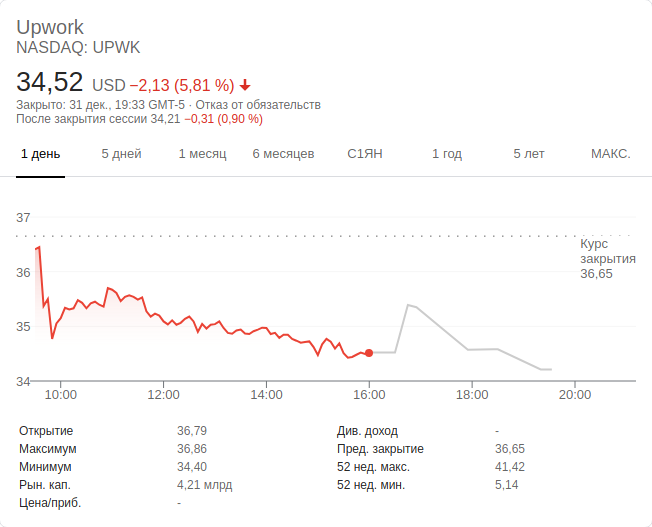 Upwork
NASDAQ: UPWK
34,52 USD −2,13 (5,81 %)
Закрыто: 31 дек., 19:33 GMT-5 · Отказ от обязательств
После закрытия сессии 34,21 −0,31 (0,90 %)
1 день 5 дней 1 месяц 6 месяцев С1ЯН 1 год 5 лет МАКС.
37
Курс
закрытия
36,65
36
35
34
10:00 12:00 14:00 16:00 18:00 20:00
Открытие 36,79 Див. доход -
Максимум 36,86 Пред. закрытие 36,65
Минимум 34,40 52 нед. макс. 41,42
Рын. кап. 4,21 млрд 52 нед. мин. 5,14
Цена/приб. -